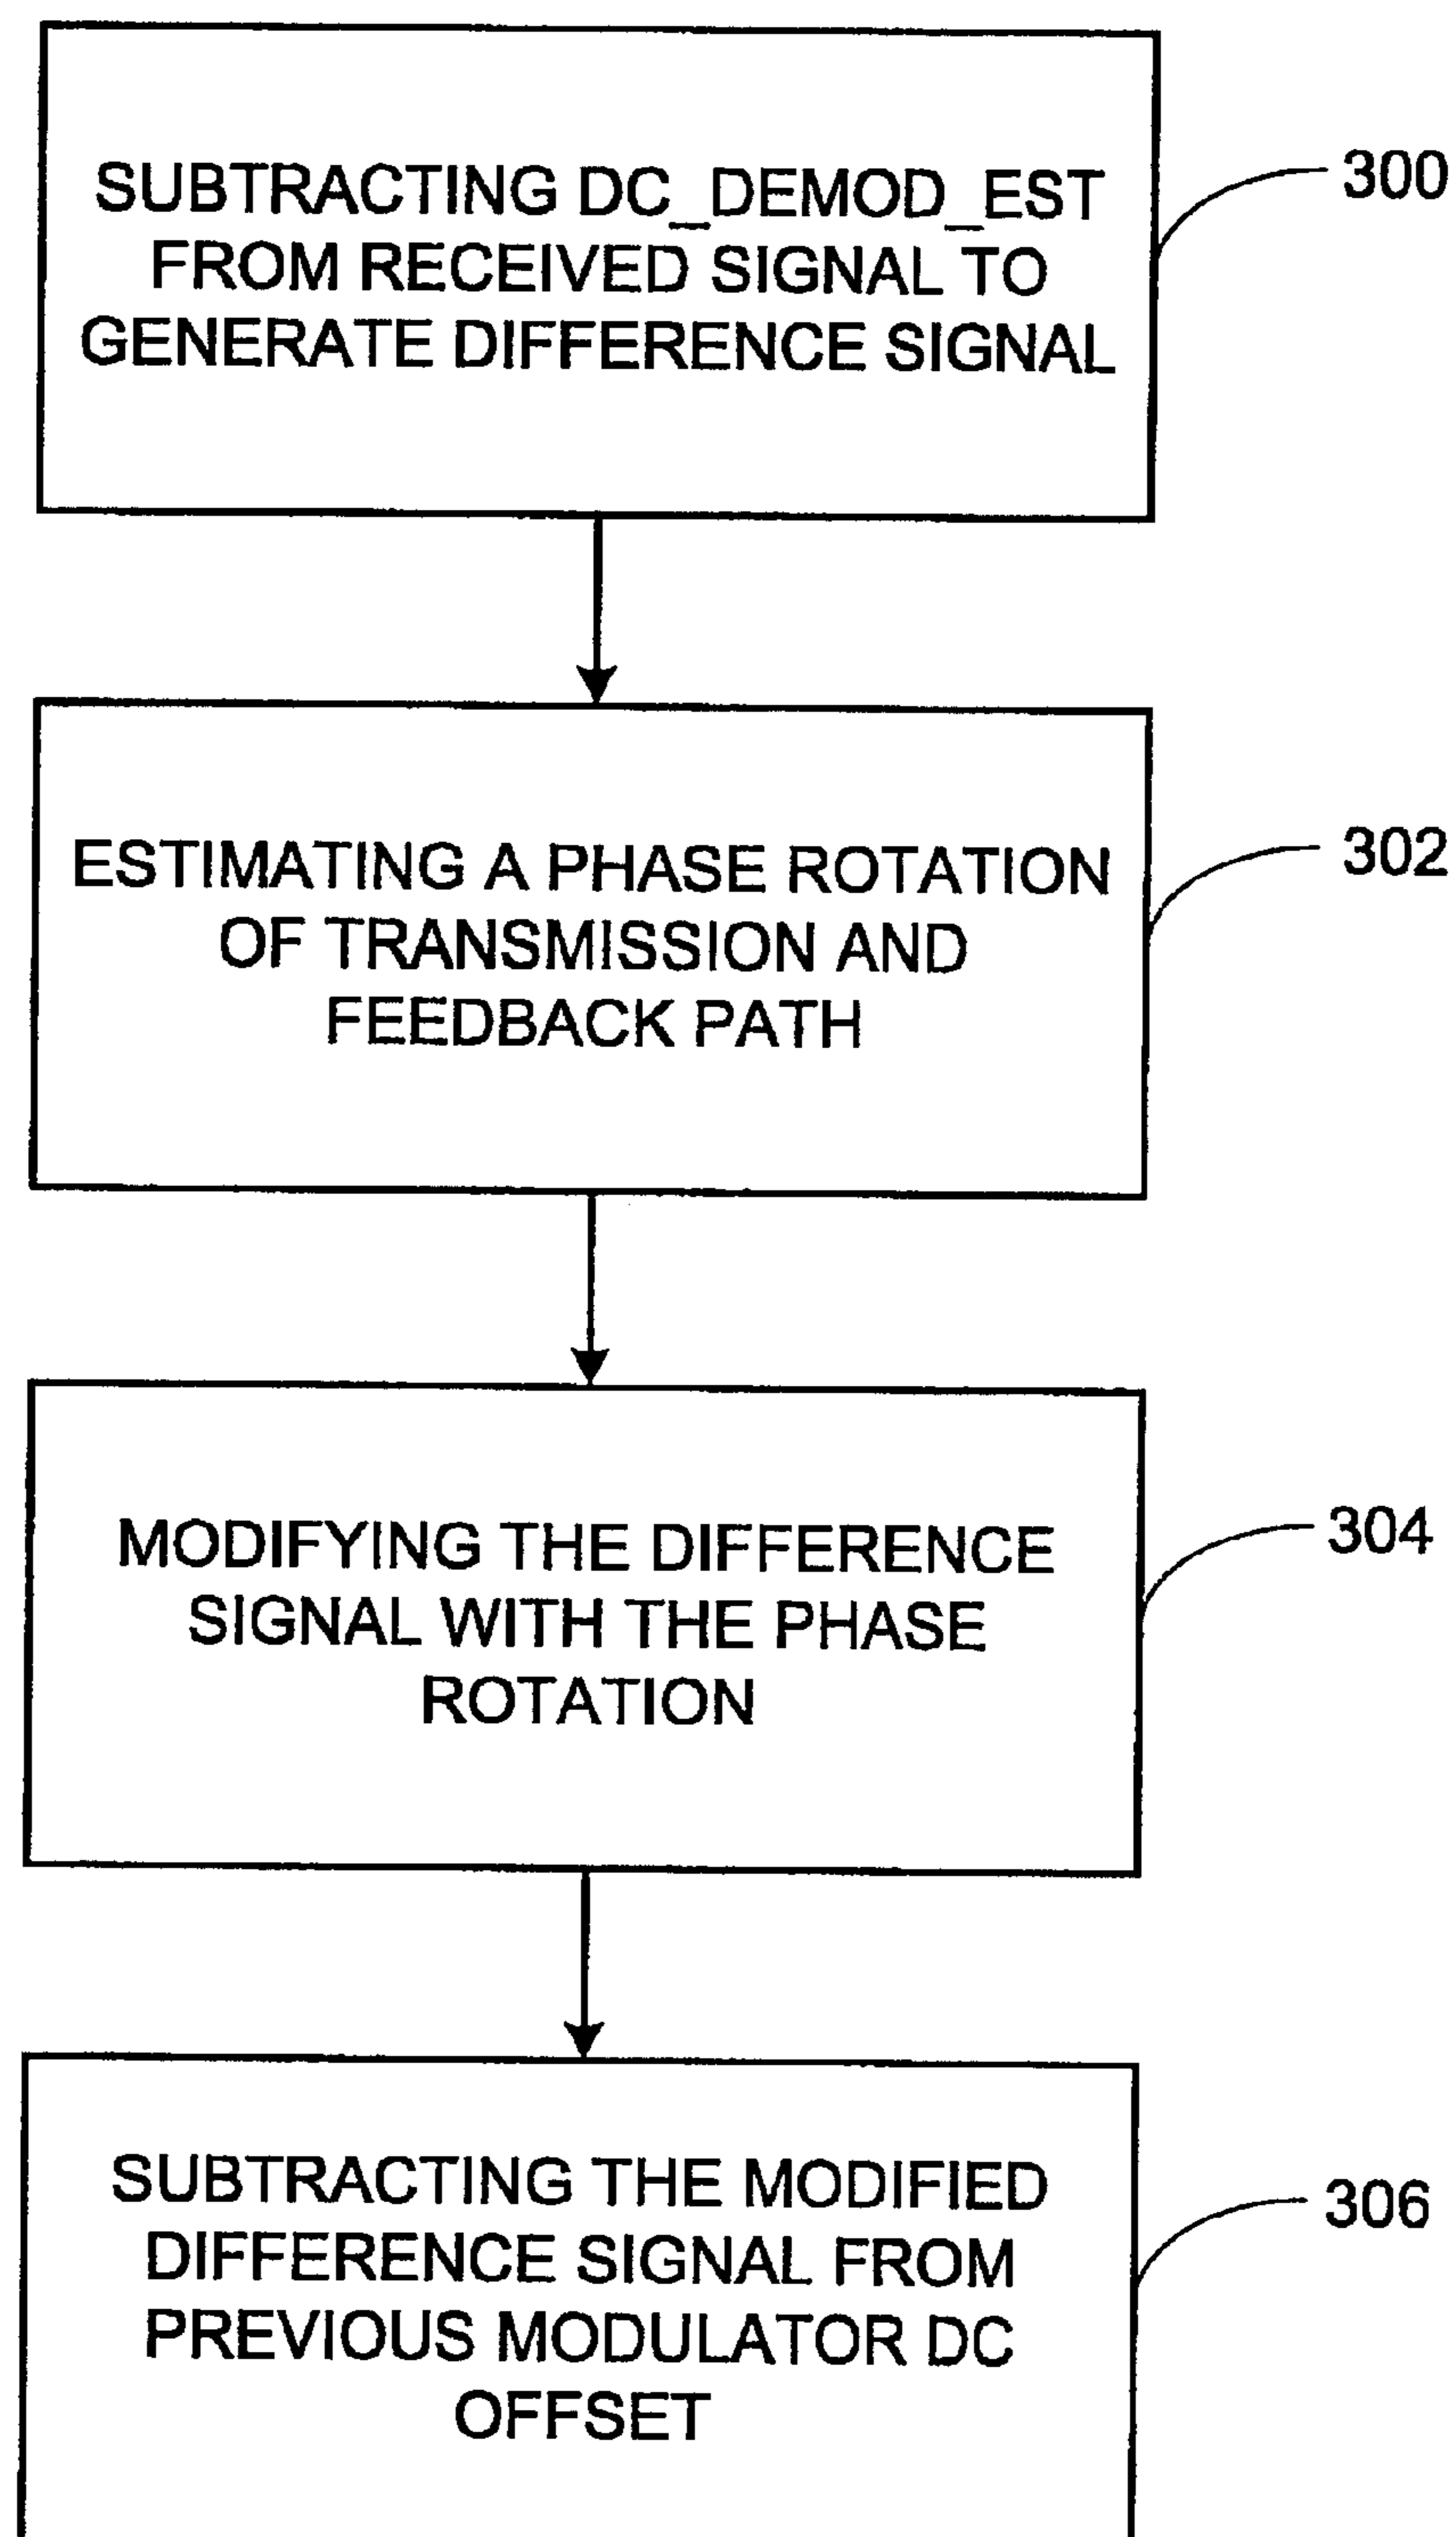 SUBTRACTING DC_DEMOD_EST
FROM RECEIVED SIGNAL TO
GENERATE DIFFERENCE SIGNAL
300
ESTIMATING A PHASE ROTATION
OF TRANSMISSION AND
FEEDBACK PATH
302
MODIFYING THE DIFFERENCE
SIGNAL WITH THE PHASE
ROTATION
304
SUBTRACTING THE MODIFIED
DIFFERENCE SIGNAL FROM
PREVIOUS MODULATOR DC
OFFSET
306